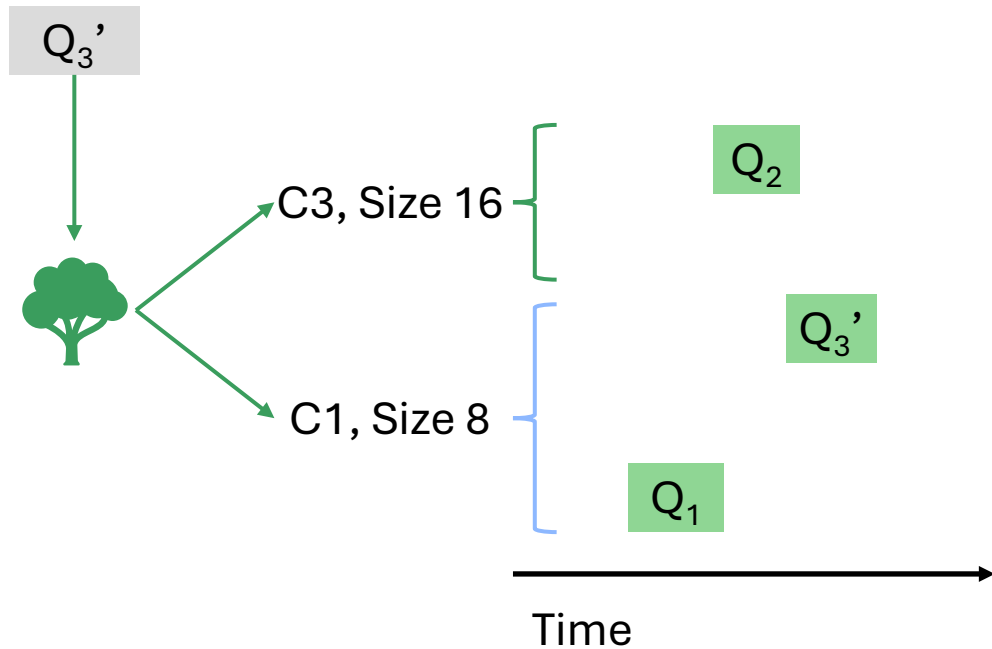 Q₃’
Q₂
C3, Size 16
Q₃’
C1, Size 8
Q₁
Time